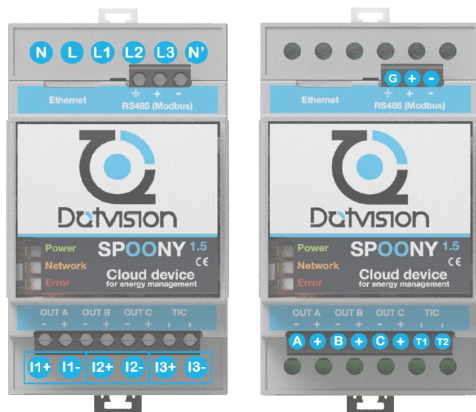 N L L1 L2 L3 N'
Ethernet
RS485 (Modbus)
+ -
Dotvision
Power
Network
Error
SPOONY 1.5
CE
Cloud device
for energy management
OUT A OUT B OUT C TIC
- + - + - + I I
I1+ I1- I2+ I2- I3+ I3-
G + -
Ethernet
RS485 (Modbus)
+ -
Dotvision
Power
Network
Error
SPOONY 1.5
CE
Cloud device
for energy management
OUT A OUT B OUT C TIC
- + - + - + I I
A + B + C + T1 T2